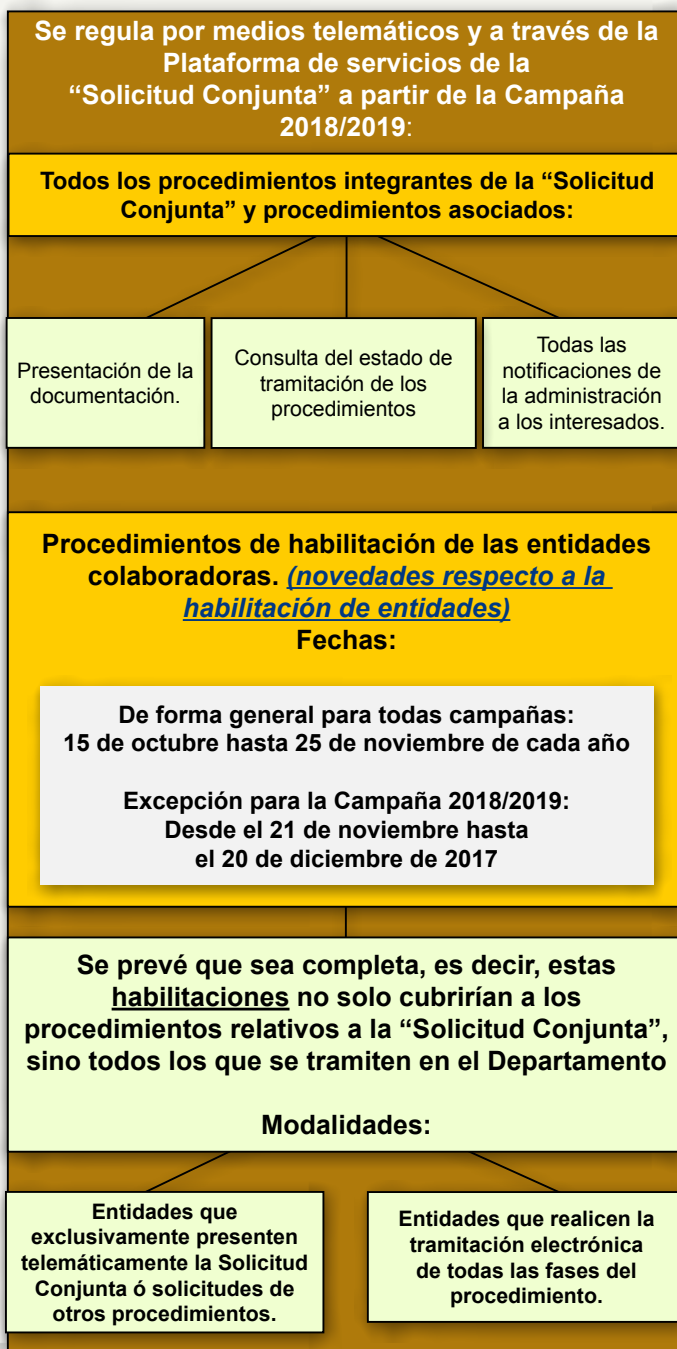 Se regula por medios telemáticos y a través de la
Plataforma de servicios de la
“Solicitud Conjunta” a partir de la Campaña
2018/2019:
Todos los procedimientos integrantes de la “Solicitud
Conjunta” y procedimientos asociados:
Presentación de la
documentación.
Consulta del estado de
tramitación de los
procedimientos
Todas las
notificaciones de
la administración
a los interesados.
Procedimientos de habilitación de las entidades
colaboradoras. (novedades respecto a la
habilitación de entidades)
Fechas:
De forma general para todas campañas:
15 de octubre hasta 25 de noviembre de cada año
Excepción para la Campaña 2018/2019:
Desde el 21 de noviembre hasta
el 20 de diciembre de 2017
Se prevé que sea completa, es decir, estas
habilitaciones no solo cubrirían a los
procedimientos relativos a la “Solicitud Conjunta”,
sino todos los que se tramiten en el Departamento
Modalidades:
Entidades que
exclusivamente presenten
telemáticamente la Solicitud
Conjunta ó solicitudes de
otros procedimientos.
Entidades que realicen la
tramitación electrónica
de todas las fases del
procedimiento.